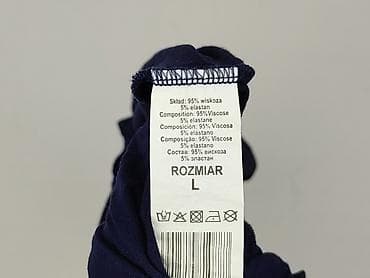 Skład: 95% wiskoza
5% elastan
Composition: 95%Viscose
5% elastane
Composición: 95%Viscose
5% elastano
Composição: 95%Viscose
5% elastano
Состав: 95% вискоза
5% эластан
ROZMIAR
L